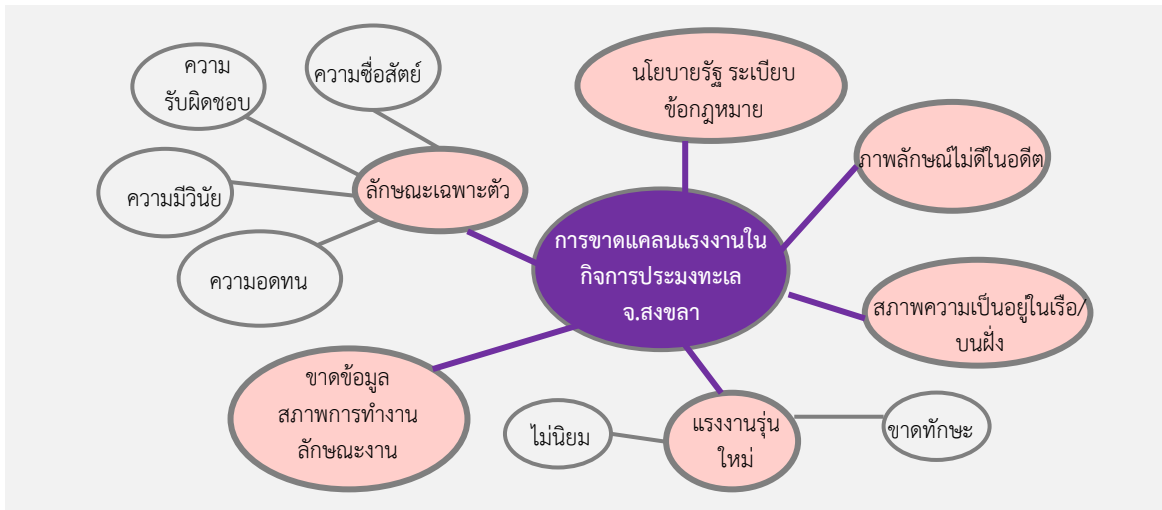 ความ
รับผิดชอบ
ความซื่อสัตย์
ความมีวินัย
ความอดทน
ลักษณะเฉพาะตัว
นโยบายรัฐ ระเบียบ
ข้อกฎหมาย
ภาพลักษณ์ไม่ดีในอดีต
การขาดแคลนแรงงานใน
กิจการประมงทะเล
จ.สงขลา
สภาพความเป็นอยู่ในเรือ/
บนฝั่ง
ขาดข้อมูล
สภาพการทำงาน
ลักษณะงาน
ไม่นิยม
แรงงานรุ่น
ใหม่
ขาดทักษะ